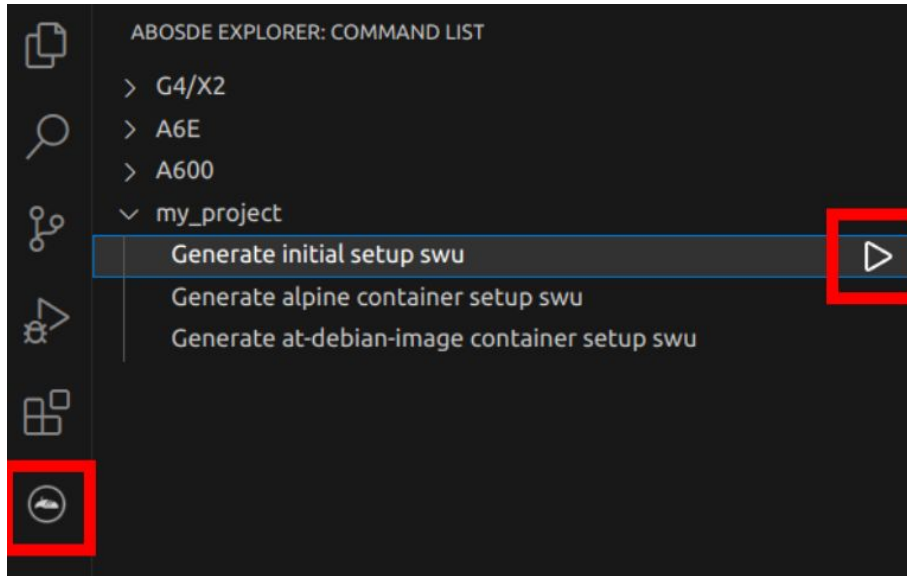 ABOSDE EXPLORER: COMMAND LIST
G4/X2
A6E
A600
my_project
Generate initial setup swu
Generate alpine container setup swu
Generate at-debian-image container setup swu